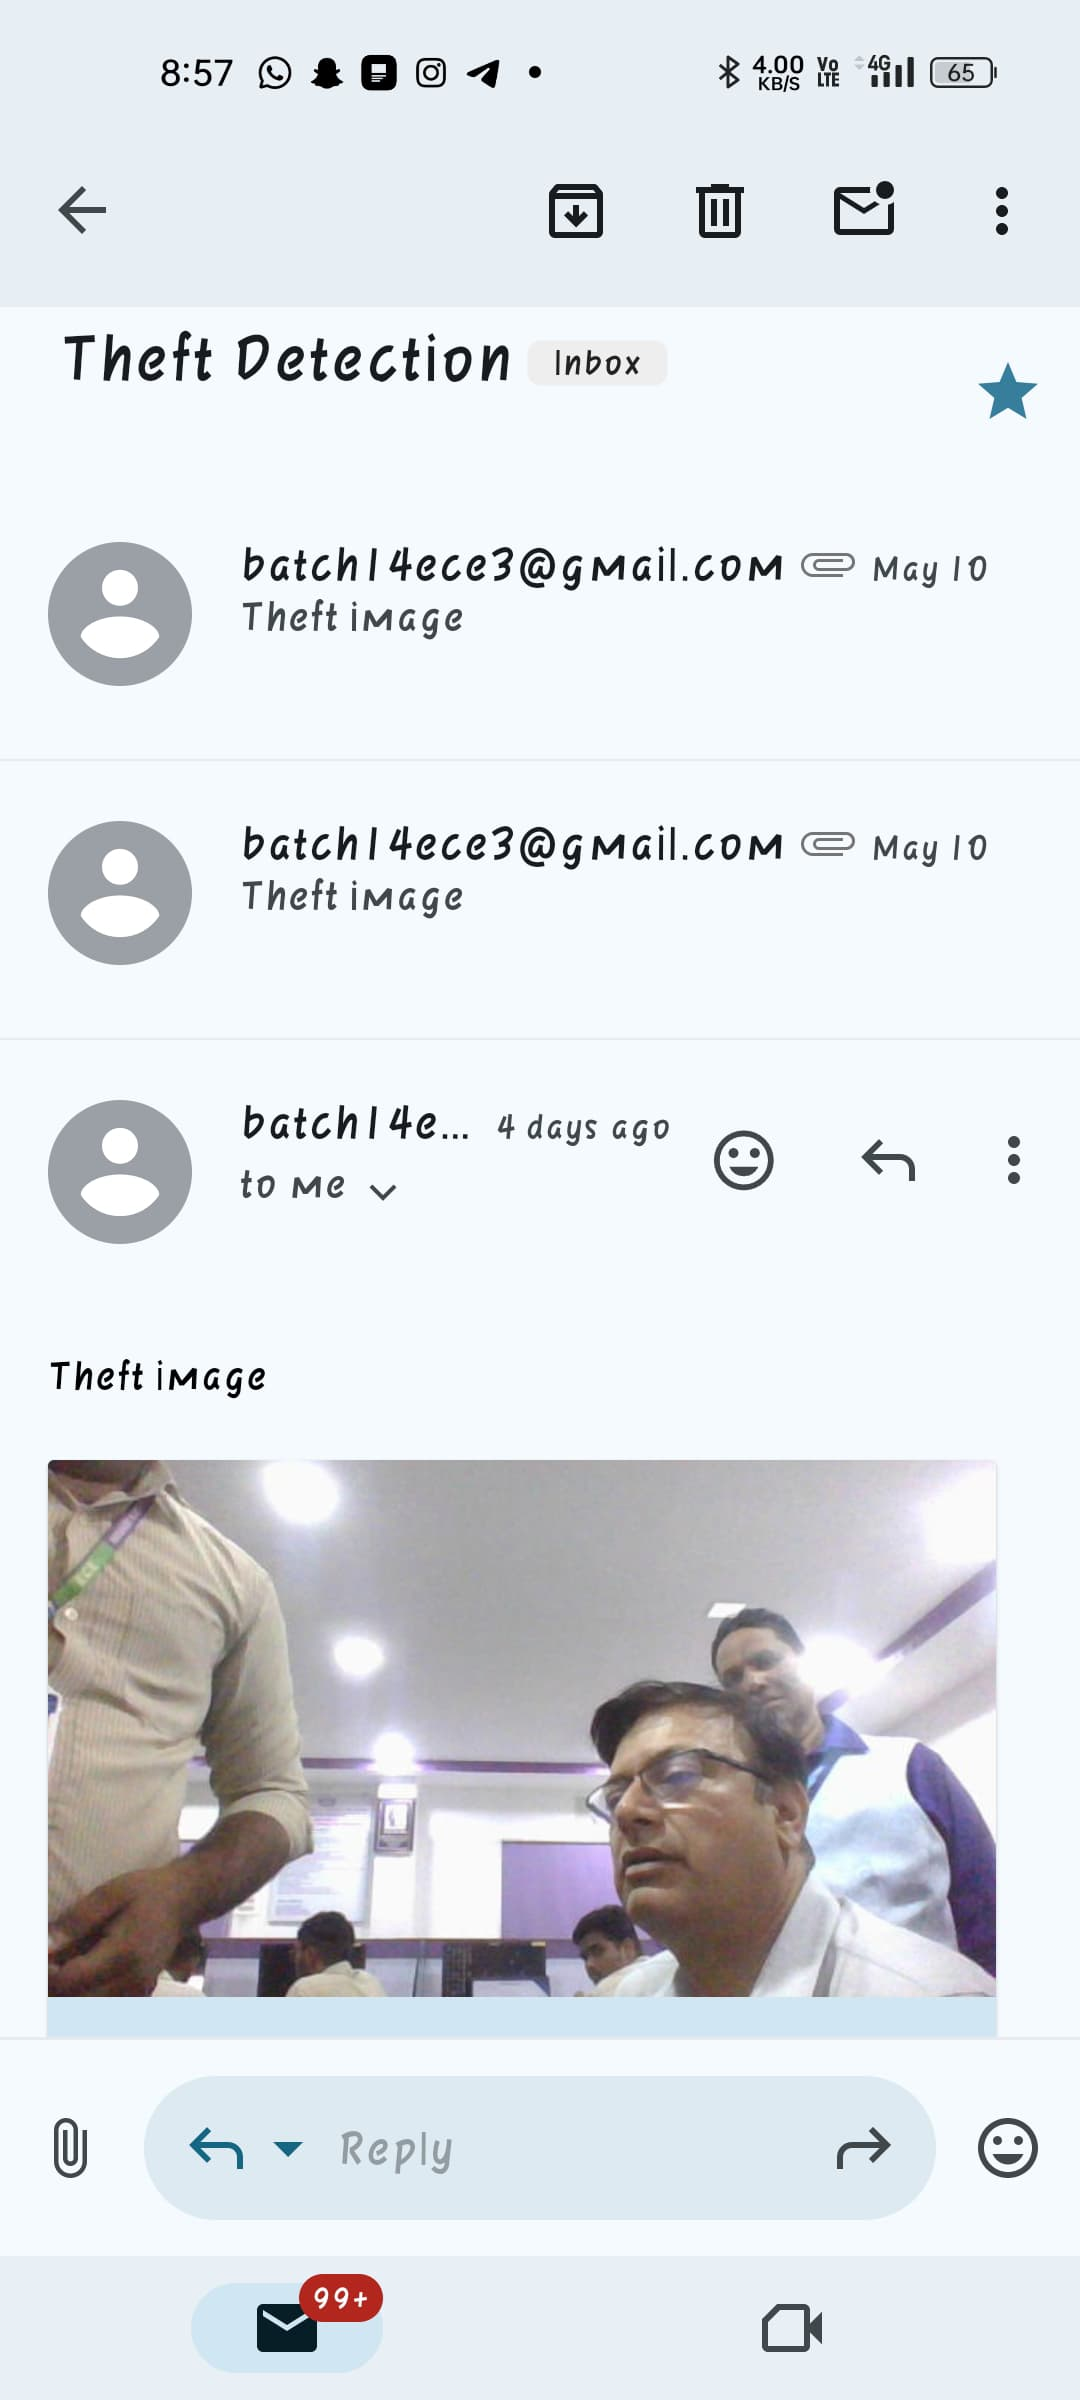 8:57
4.00 KB/S Vo LTE 4G 65
Theft Detection Inbox
batch14ece3@gmail.com May 10
Theft image
batch14ece3@gmail.com May 10
Theft image
batch14e... 4 days ago
to me
Theft image
Reply
99+